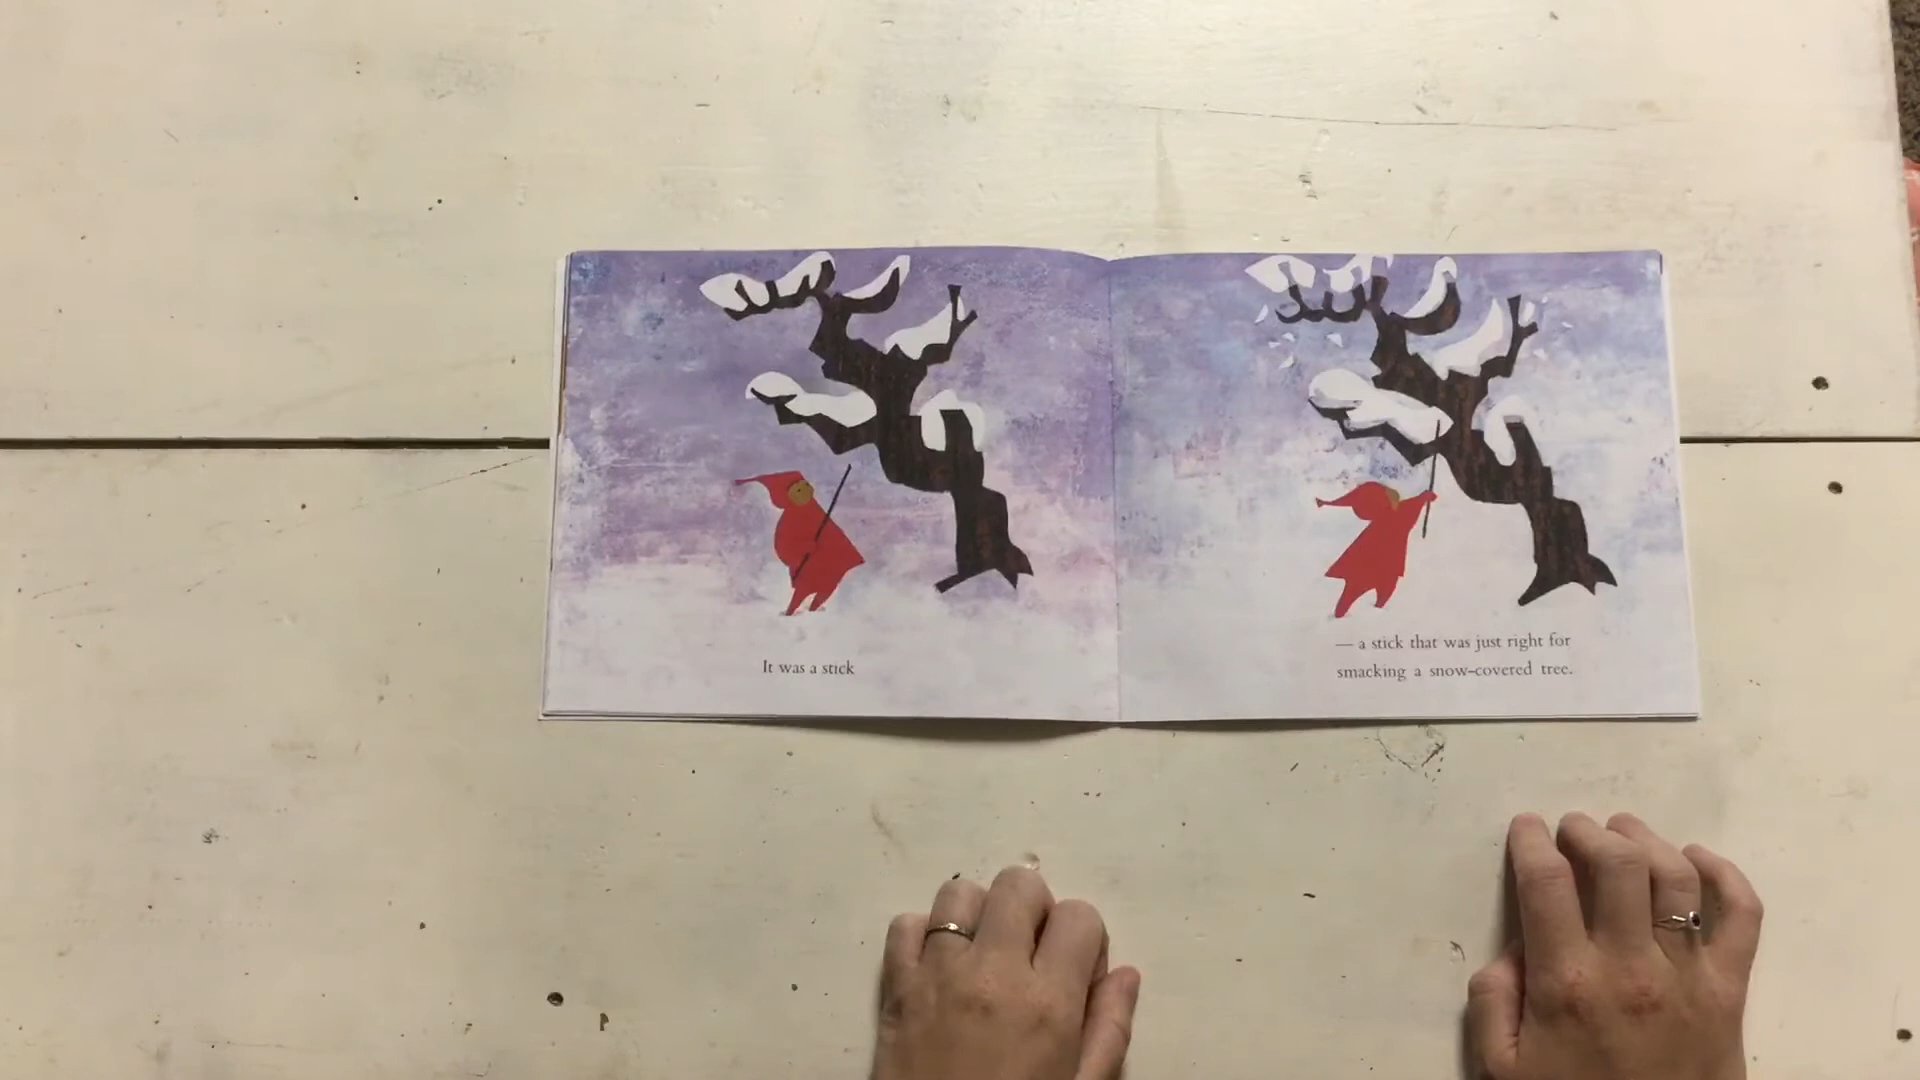 It was a stick
— a stick that was just right for
smacking a snow-covered tree.